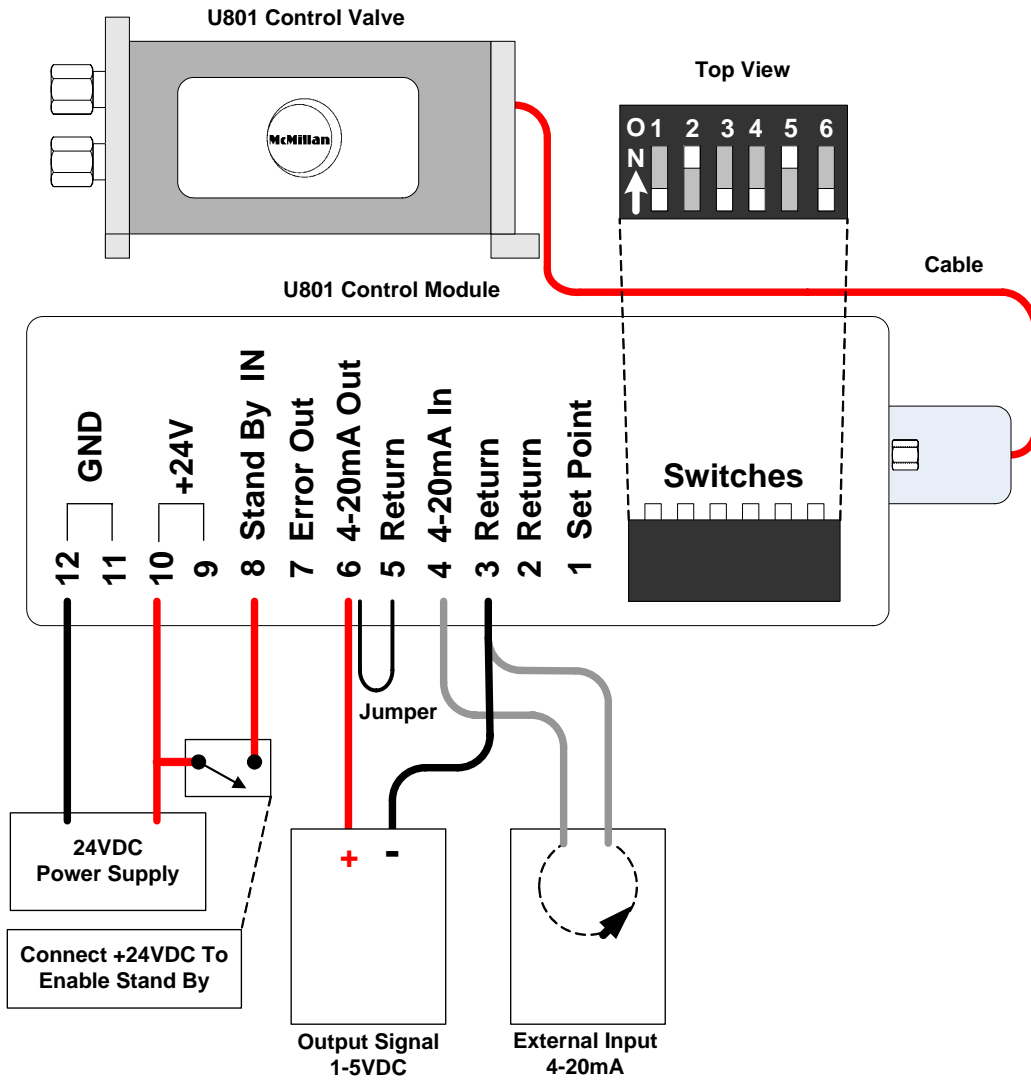 U801 Control Valve
McMillan
Top View
O 1 2 3 4 5 6
N
Cable
U801 Control Module
GND
+24V
12
11
10
9
8 Stand By IN
7 Error Out
6 4-20mA Out
5 Return
4 4-20mA In
3 Return
2 Return
1 Set Point
Switches
Jumper
24VDC
Power Supply
Connect +24VDC To
Enable Stand By
+ -
Output Signal
1-5VDC
External Input
4-20mA